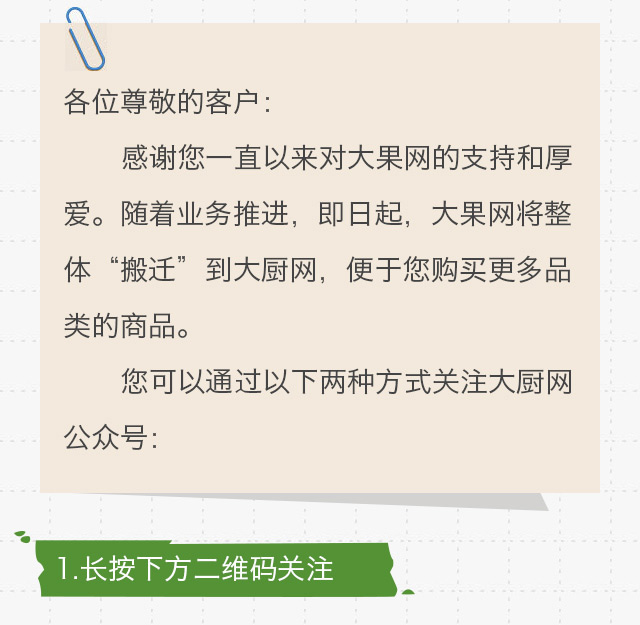 各位尊敬的客户：
感谢您一直以来对大果网的支持和厚
爱。随着业务推进，即日起，大果网将整
体“搬迁”到大厨网，便于您购买更多品
类的商品。
您可以通过以下两种方式关注大厨网
公众号：
1.长按下方二维码关注